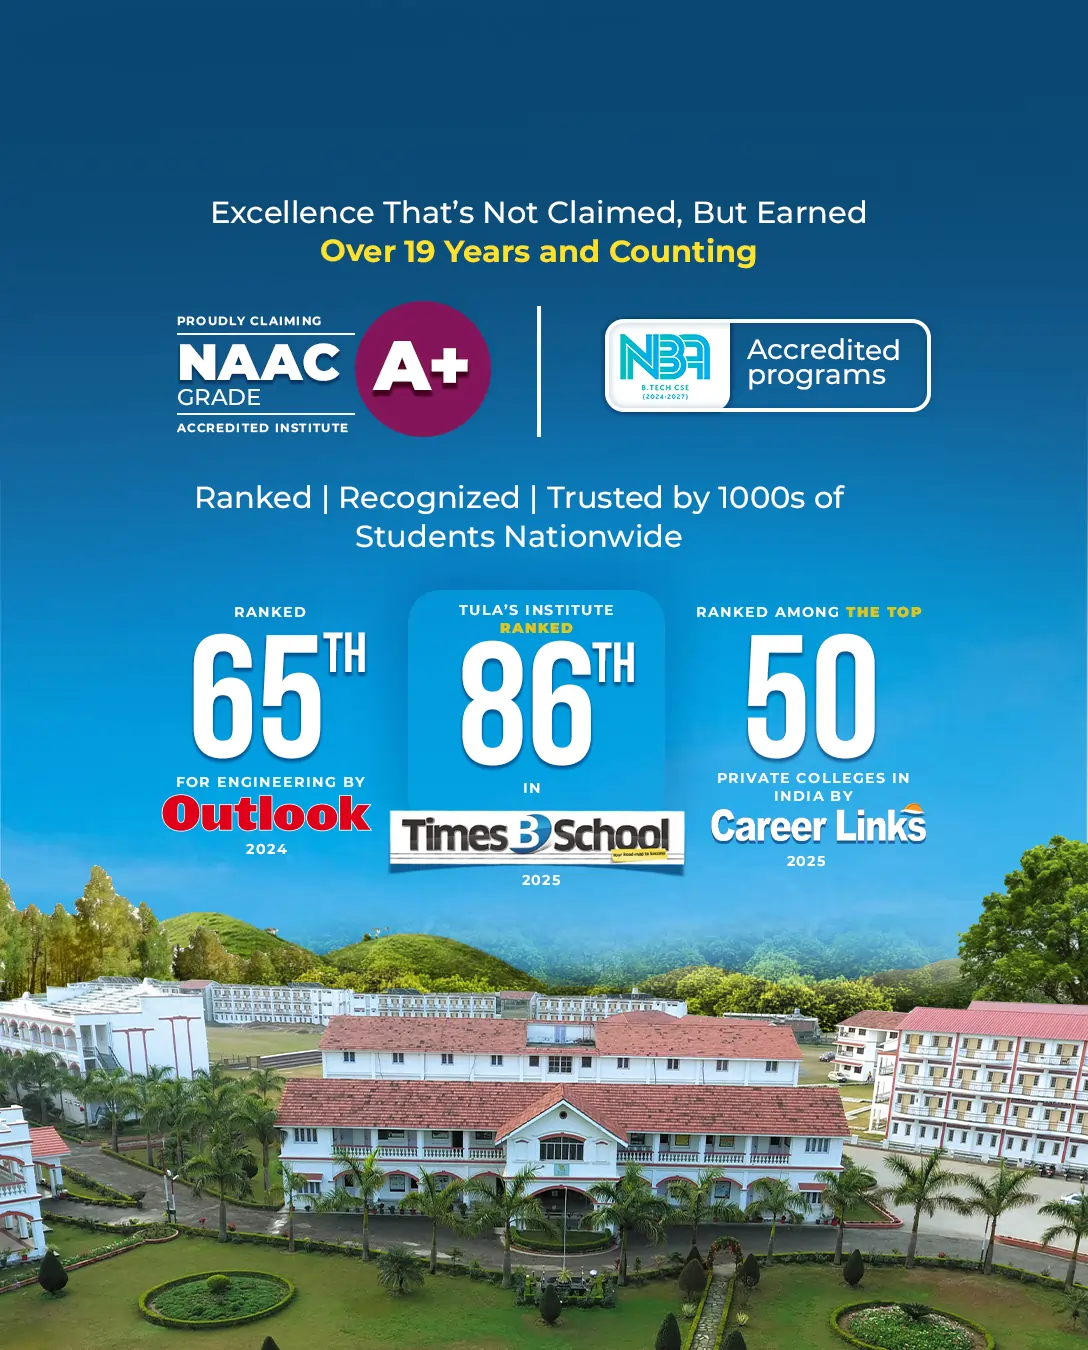 Excellence That's Not Claimed, But Earned
Over 19 Years and Counting
PROUDLY CLAIMING
NAAC
GRADE
ACCREDITED INSTITUTE
A+
NBA
B.TECH CSE
(2024-2027)
Accredited
programs
Ranked | Recognized | Trusted by 1000s of
Students Nationwide
RANKED
65TH
FOR ENGINEERING BY
Outlook
2024
TULA'S INSTITUTE
RANKED
86TH
IN
Times B School
Your Road-map to Success
2025
RANKED AMONG THE TOP
50
PRIVATE COLLEGES IN
INDIA BY
Career Links
2025